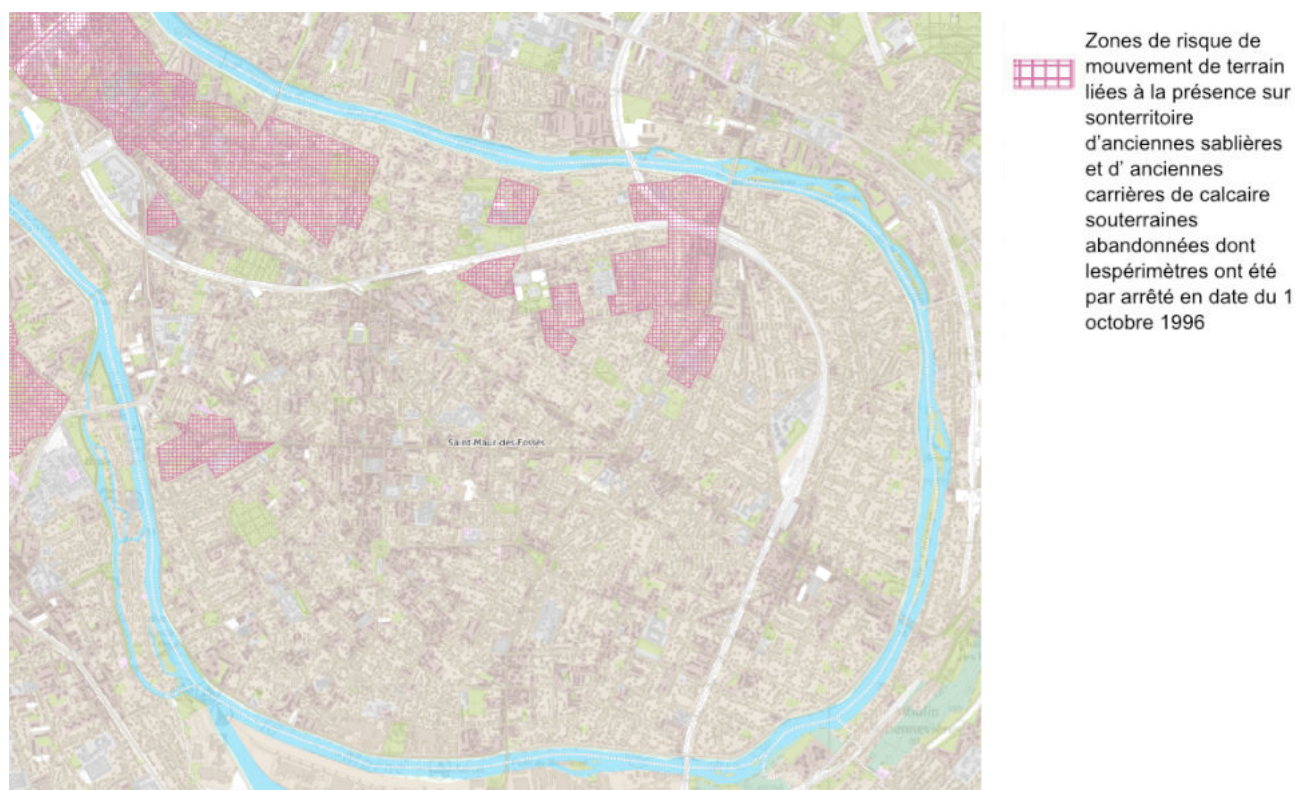 Zones de risque de
mouvement de terrain
liées à la présence sur
sonterritoire
d'anciennes sablières
et d' anciennes
carrières de calcaire
souterraines
abandonnées dont
lespérimètres ont été
par arrêté en date du 1
octobre 1996
Saint-Maur-des-Fossés